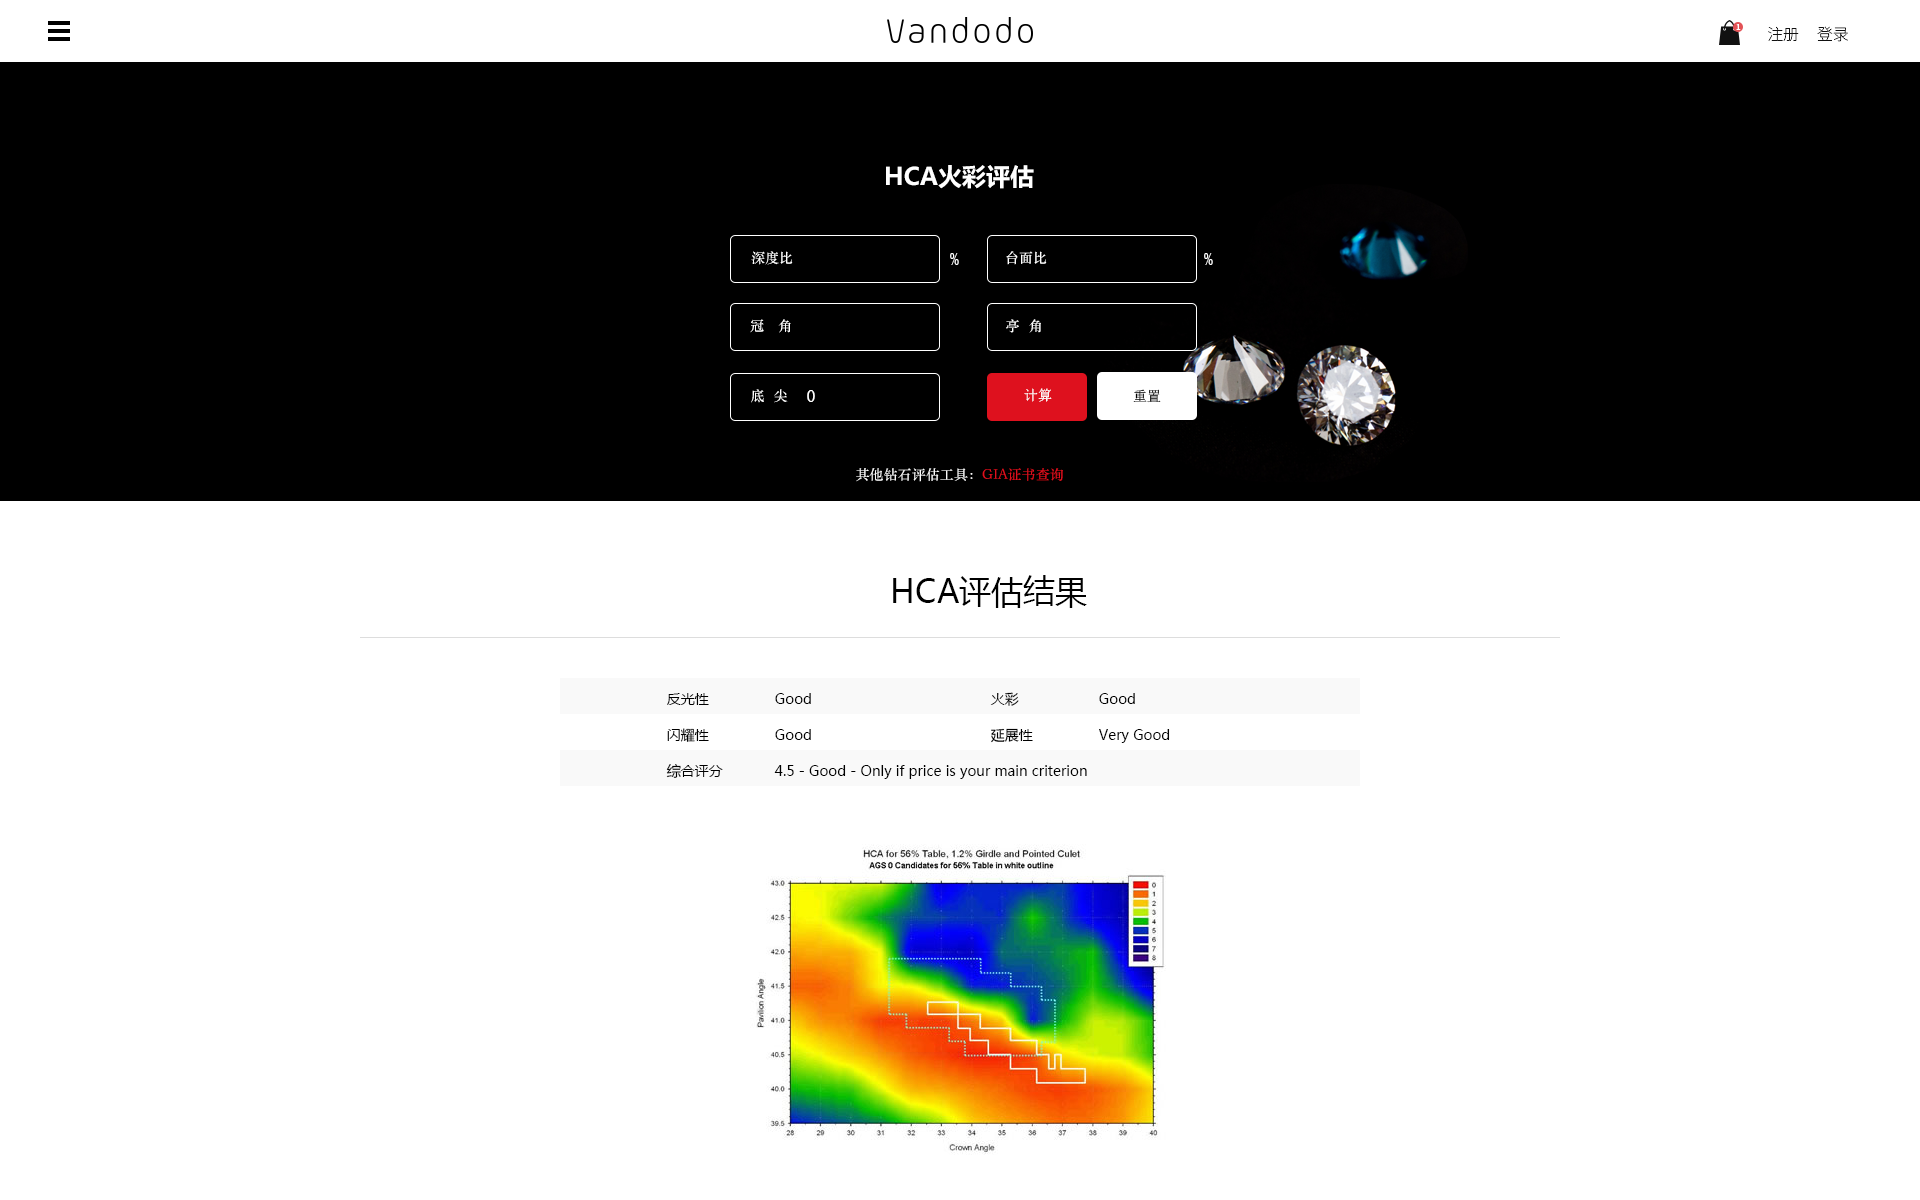 Vandodo
1
注册 登录
HCA火彩评估
深度比 %
台面比 %
冠 角
亭 角
底 尖 0
计算 重置
其他钻石评估工具：GIA证书查询
HCA评估结果
反光性 Good 火彩 Good
闪耀性 Good 延展性 Very Good
综合评分 4.5 - Good - Only if price is your main criterion
HCA for 56% Table, 1.2% Girdle and Pointed Culet
AGS 0 Candidates for 56% Table in white outline
43.0
42.5
42.0
41.5
41.0
40.5
40.0
39.5
Pavilion Angle
0
1
2
3
4
5
6
7
8
28 29 30 31 32 33 34 35 36 37 38 39 40
Crown Angle